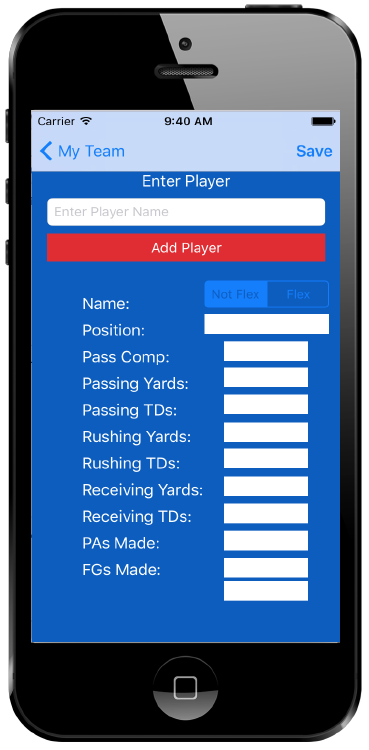 Carrier 9:40 AM
My Team Save
Enter Player
Enter Player Name
Add Player
Not Flex Flex
Name:
Position:
Pass Comp:
Passing Yards:
Passing TDs:
Rushing Yards:
Rushing TDs:
Receiving Yards:
Receiving TDs:
PAs Made:
FGs Made: